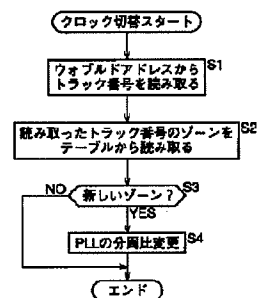 クロック切替スタート
S1
ウォブルドアドレスから
トラック番号を読み取る
S2
読み取ったトラック番号のゾーンを
テーブルから読み取る
S3
NO
新しいゾーン?
YES
S4
PLLの分周比変更
エンド